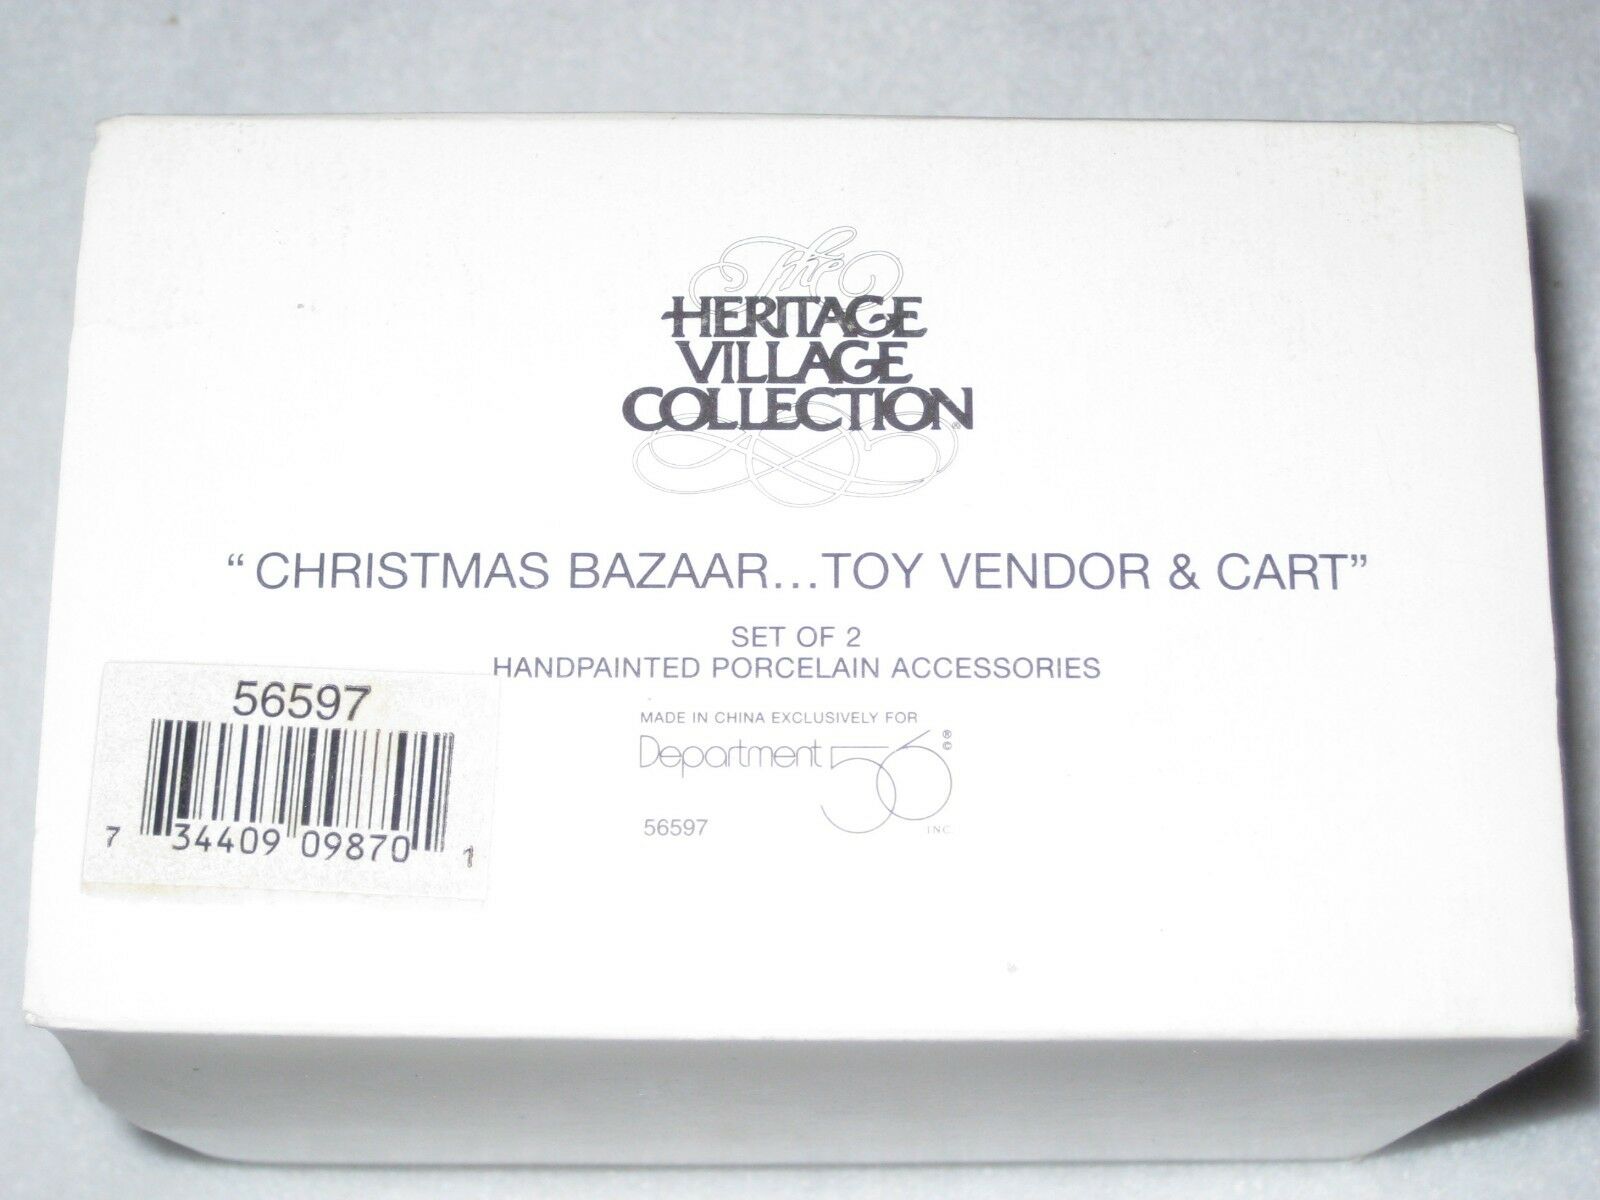 The
HERITAGE
VILLAGE
COLLECTION®
“CHRISTMAS BAZAAR...TOY VENDOR & CART”
SET OF 2
HANDPAINTED PORCELAIN ACCESSORIES
MADE IN CHINA EXCLUSIVELY FOR
Department 56 ® ©
INC.
56597
56597
7 34409 09870 1